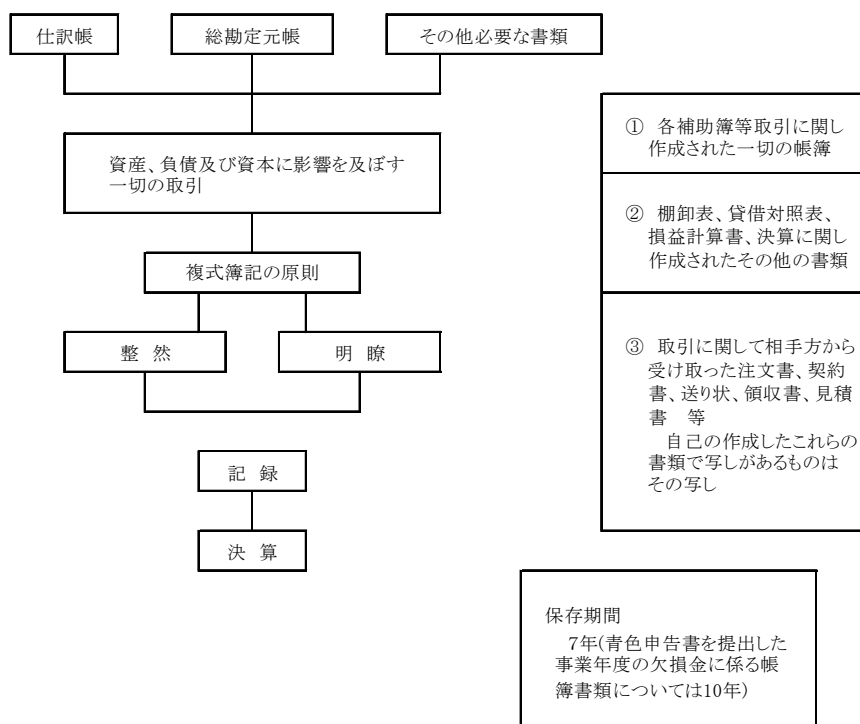 仕訳帳
総勘定元帳
その他必要な書類
資産、負債及び資本に影響を及ぼす
一切の取引
複式簿記の原則
整 然
明 瞭
記 録
決 算
① 各補助簿等取引に関し
作成された一切の帳簿
② 棚卸表、貸借対照表、
損益計算書、決算に関し
作成されたその他の書類
③ 取引に関して相手方から
受け取った注文書、契約
書、送り状、領収書、見積
書 等
自己の作成したこれらの
書類で写しがあるものは
その写し
保存期間
7年(青色申告書を提出した
事業年度の欠損金に係る帳
簿書類については10年)